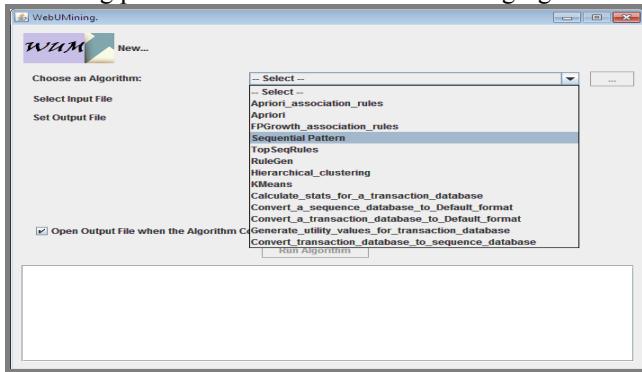 WebUMining.
WUM New...
Choose an Algorithm: -- Select --
...
Select Input File
Set Output File
-- Select --
Apriori_association_rules
Apriori
FPGrowth_association_rules
Sequential Pattern
TopSeqRules
RuleGen
Hierarchical_clustering
KMeans
Calculate_stats_for_a_transaction_database
Convert_a_sequence_database_to_Default_format
Convert_a_transaction_database_to_Default_format
Generate_utility_values_for_transaction_database
Convert_transaction_database_to_sequence_database
Open Output File when the Algorithm Co
Run Algorithm